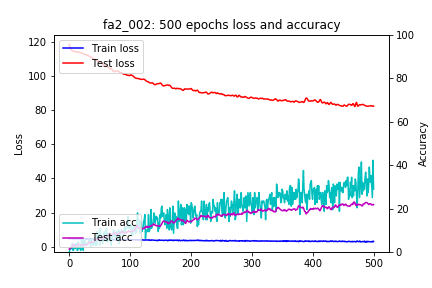 fa2_002: 500 epochs loss and accuracy
Train loss
Test loss
Train acc
Test acc
Loss
Accuracy
120
100
80
60
40
20
0
100
80
60
40
20
0
0
100
200
300
400
500